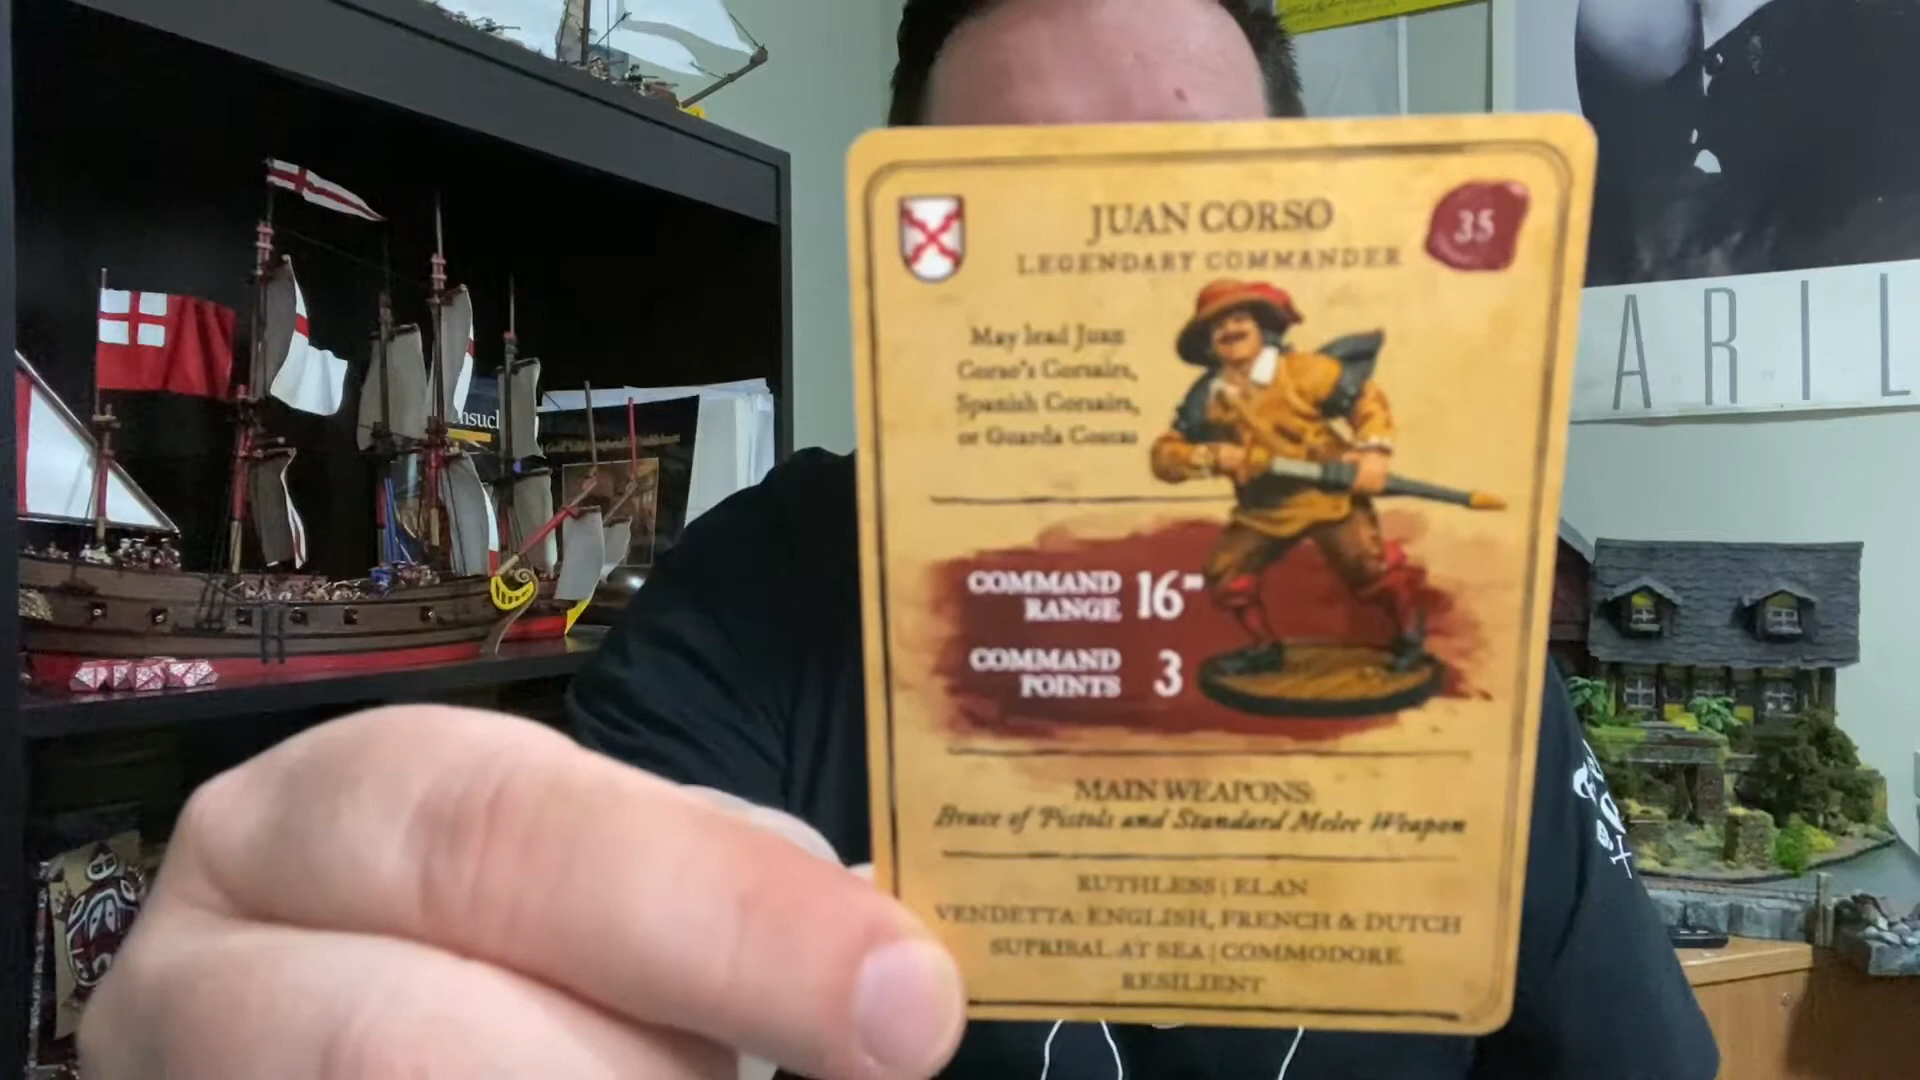 JUAN CORSO
35
LEGENDARY COMMANDER
May lead Juan
Corso's Corsairs,
Spanish Corsairs,
or Guarda Costas
COMMAND
RANGE 16"
COMMAND
POINTS 3
MAIN WEAPONS:
Brace of Pistols and Standard Melee Weapon
RUTHLESS | ELAN
VENDETTA: ENGLISH, FRENCH & DUTCH
SUPRISAL AT SEA | COMMODORE
RESILIENT
ARIL